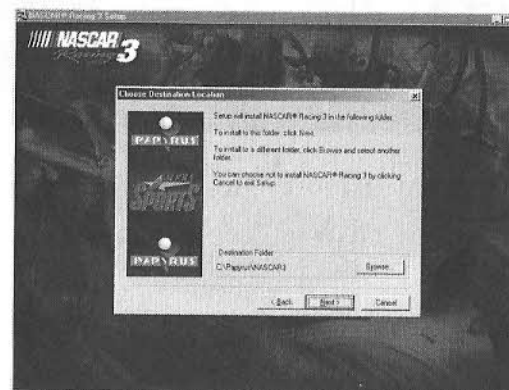 NASCAR® Racing 3 Setup
NASCAR
Racing 3
Choose Destination Location
PAPYRUS
SIERRA
SPORTS
PAPYRUS
Setup will install NASCAR® Racing 3 in the following folder.
To install to this folder, click Next.
To install to a different folder, click Browse and select another
folder.
You can choose not to install NASCAR® Racing 3 by clicking
Cancel to exit Setup.
Destination Folder
C:\Papyrus\NASCAR3
Browse...
< Back
Next >
Cancel